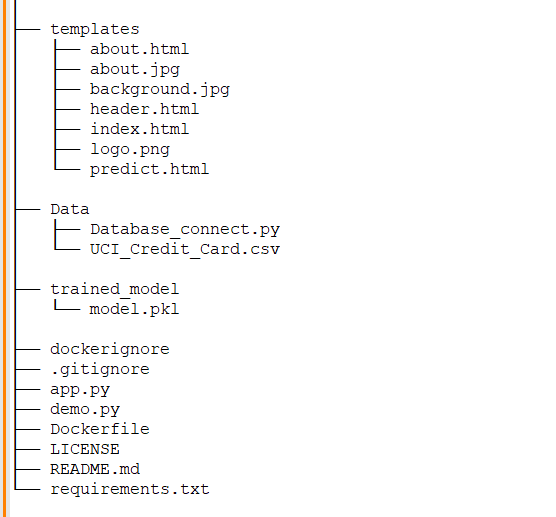 templates
about.html
about.jpg
background.jpg
header.html
index.html
logo.png
predict.html
Data
Database_connect.py
UCI_Credit_Card.csv
trained_model
model.pkl
dockerignore
.gitignore
app.py
demo.py
Dockerfile
LICENSE
README.md
requirements.txt